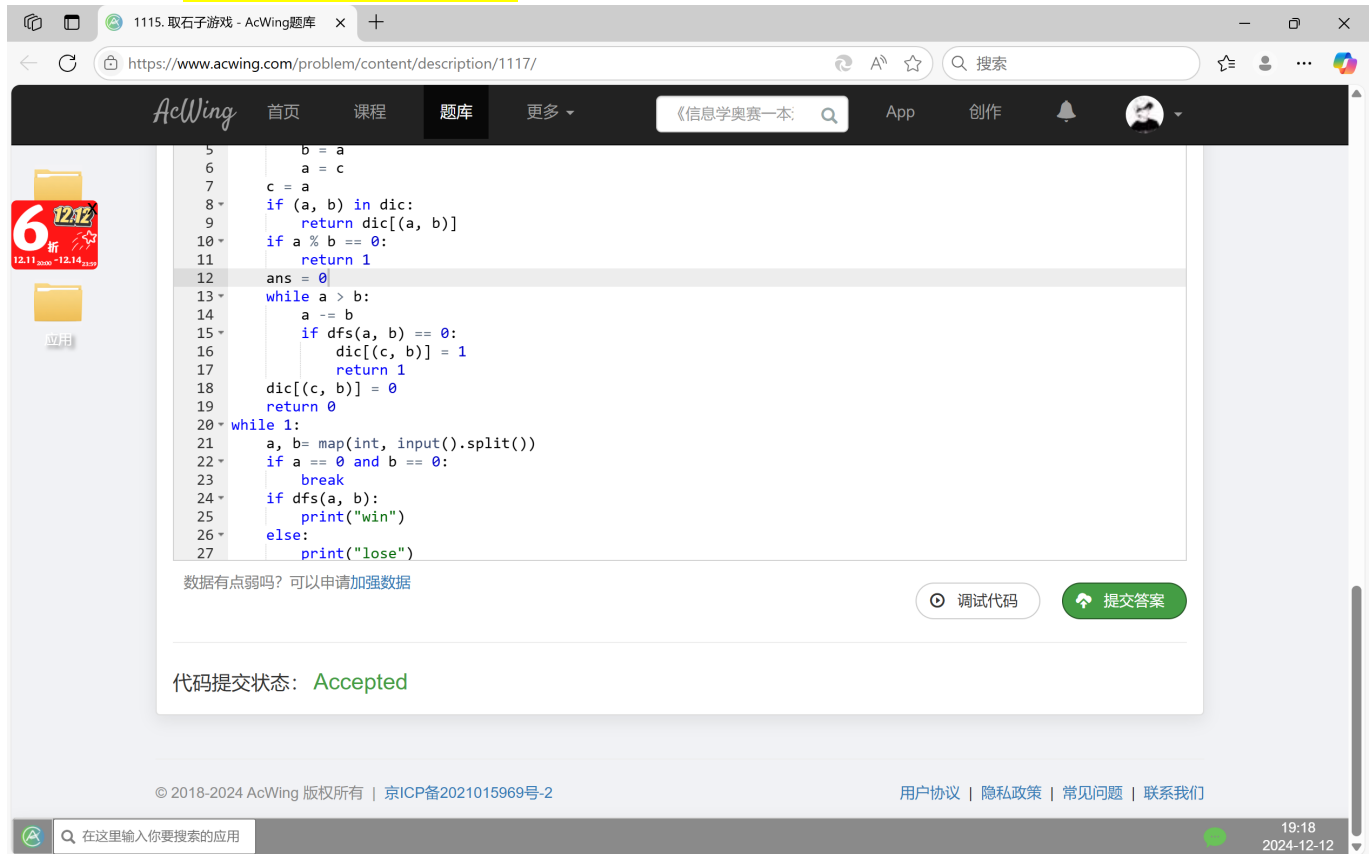 1115. 取石子游戏 - AcWing题库
https://www.acwing.com/problem/content/description/1117/
搜索
AcWing 首页 课程 题库 更多 《信息学奥赛一本 App 创作
5 b = a
6 a = c
7 c = a
8 if (a, b) in dic:
9 return dic[(a, b)]
10 if a % b == 0:
11 return 1
12 ans = 0
13 while a > b:
14 a -= b
15 if dfs(a, b) == 0:
16 dic[(c, b)] = 1
17 return 1
18 dic[(c, b)] = 0
19 return 0
20 while 1:
21 a, b= map(int, input().split())
22 if a == 0 and b == 0:
23 break
24 if dfs(a, b):
25 print("win")
26 else:
27 print("lose")
6折
12.12
12.11 20:00 -12.14 23:59
应用
数据有点弱吗？可以申请加强数据
调试代码
提交答案
代码提交状态： Accepted
© 2018-2024 AcWing 版权所有 | 京ICP备2021015969号-2
用户协议 | 隐私政策 | 常见问题 | 联系我们
在这里输入你要搜索的应用
19:18
2024-12-12